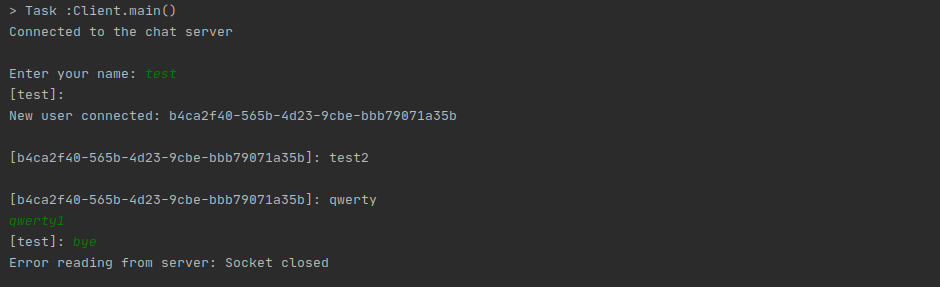 > Task :Client.main()
Connected to the chat server
Enter your name: test
[test]:
New user connected: b4ca2f40-565b-4d23-9cbe-bbb79071a35b
[b4ca2f40-565b-4d23-9cbe-bbb79071a35b]: test2
[b4ca2f40-565b-4d23-9cbe-bbb79071a35b]: qwerty
qwerty1
[test]: bye
Error reading from server: Socket closed